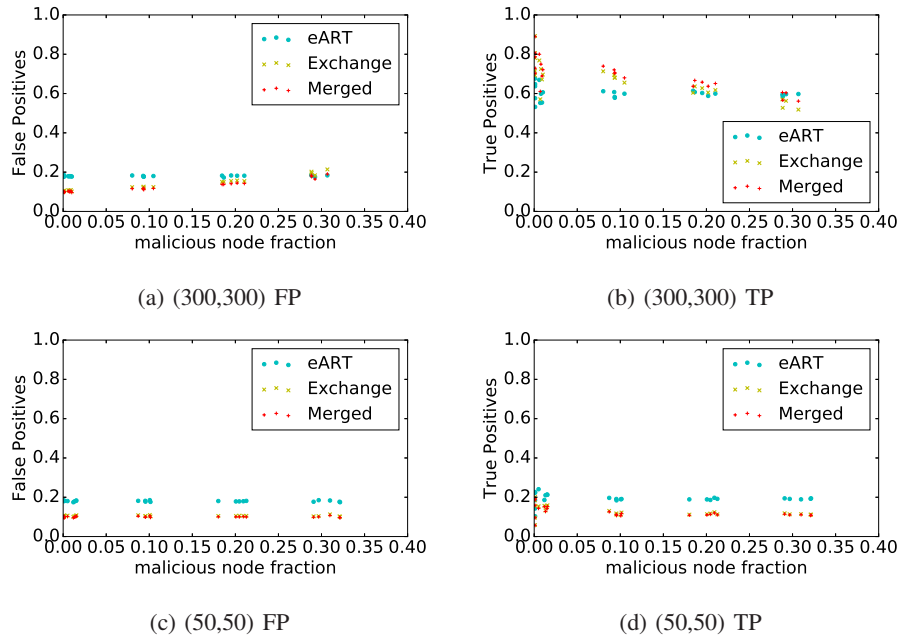 1.0
0.8
0.6
0.4
0.2
0.0
False Positives
eART
Exchange
Merged
0.00 0.05 0.10 0.15 0.20 0.25 0.30 0.35 0.40
malicious node fraction
(a) (300,300) FP
1.0
0.8
0.6
0.4
0.2
0.0
True Positives
eART
Exchange
Merged
0.00 0.05 0.10 0.15 0.20 0.25 0.30 0.35 0.40
malicious node fraction
(b) (300,300) TP
1.0
0.8
0.6
0.4
0.2
0.0
False Positives
eART
Exchange
Merged
0.00 0.05 0.10 0.15 0.20 0.25 0.30 0.35 0.40
malicious node fraction
(c) (50,50) FP
1.0
0.8
0.6
0.4
0.2
0.0
True Positives
eART
Exchange
Merged
0.00 0.05 0.10 0.15 0.20 0.25 0.30 0.35 0.40
malicious node fraction
(d) (50,50) TP